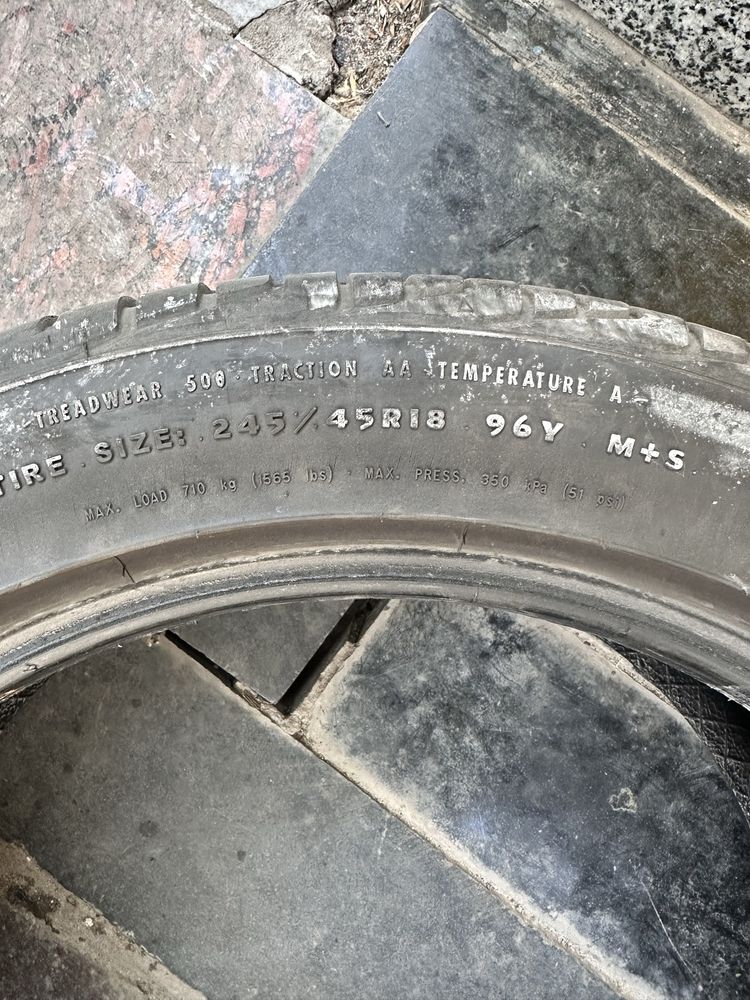 TREADWEAR 500 · TRACTION AA · TEMPERATURE A
TIRE · SIZE: · 245/45R18 · 96Y · M+S
MAX. LOAD 710 kg (1565 lbs) · MAX. PRESS. 350 kPa (51 psi)